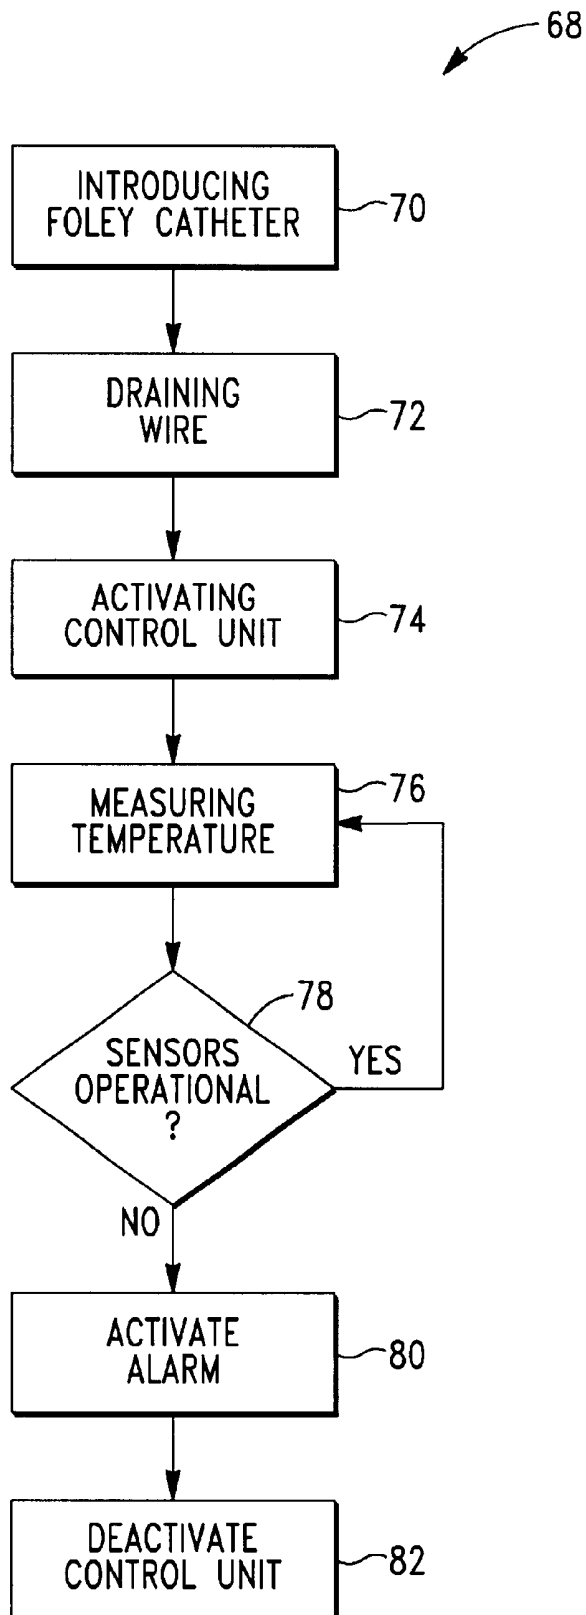 68
INTRODUCING
FOLEY CATHETER
70
DRAINING
WIRE
72
ACTIVATING
CONTROL UNIT
74
MEASURING
TEMPERATURE
76
78
SENSORS
OPERATIONAL
?
YES
NO
ACTIVATE
ALARM
80
DEACTIVATE
CONTROL UNIT
82